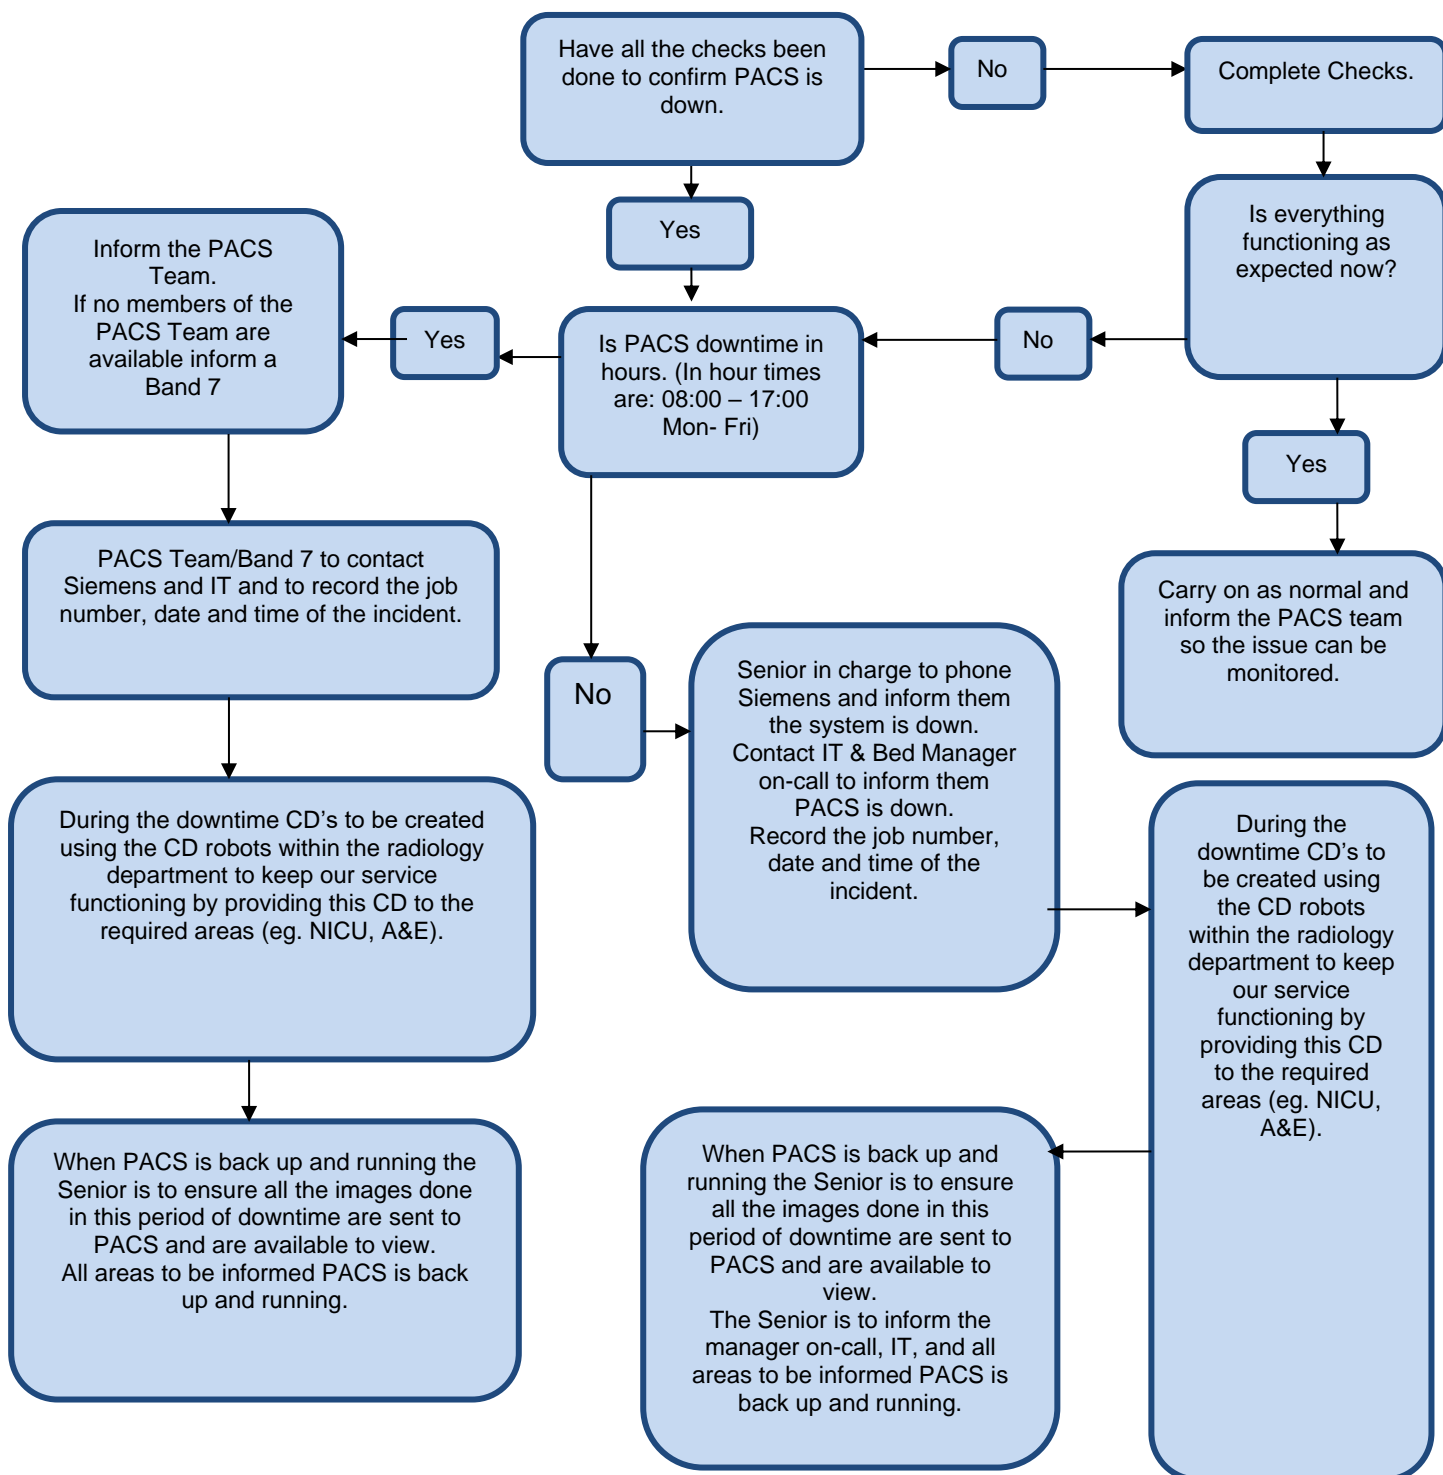 Have all the checks been
done to confirm PACS is
down.
No
Complete Checks.
Yes
Is everything
functioning as
expected now?
Inform the PACS
Team.
If no members of the
PACS Team are
available inform a
Band 7
Yes
Is PACS downtime in
hours. (In hour times
are: 08:00 – 17:00
Mon- Fri)
No
Yes
PACS Team/Band 7 to contact
Siemens and IT and to record the job
number, date and time of the incident.
Carry on as normal and
inform the PACS team
so the issue can be
monitored.
No
Senior in charge to phone
Siemens and inform them
the system is down.
Contact IT & Bed Manager
on-call to inform them
PACS is down.
Record the job number,
date and time of the
incident.
During the downtime CD's to be created
using the CD robots within the radiology
department to keep our service
functioning by providing this CD to the
required areas (eg. NICU, A&E).
During the
downtime CD's to
be created using
the CD robots
within the radiology
department to keep
our service
functioning by
providing this CD
to the required
areas (eg. NICU,
A&E).
When PACS is back up and running the
Senior is to ensure all the images done
in this period of downtime are sent to
PACS and are available to view.
All areas to be informed PACS is back
up and running.
When PACS is back up and
running the Senior is to ensure
all the images done in this
period of downtime are sent to
PACS and are available to
view.
The Senior is to inform the
manager on-call, IT, and all
areas to be informed PACS is
back up and running.